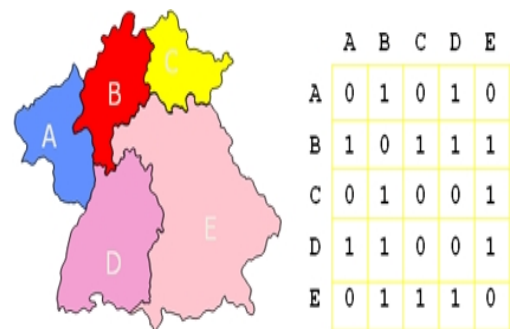 A
B
C
D
E
A B C D E
A 0 1 0 1 0
B 1 0 1 1 1
C 0 1 0 0 1
D 1 1 0 0 1
E 0 1 1 1 0